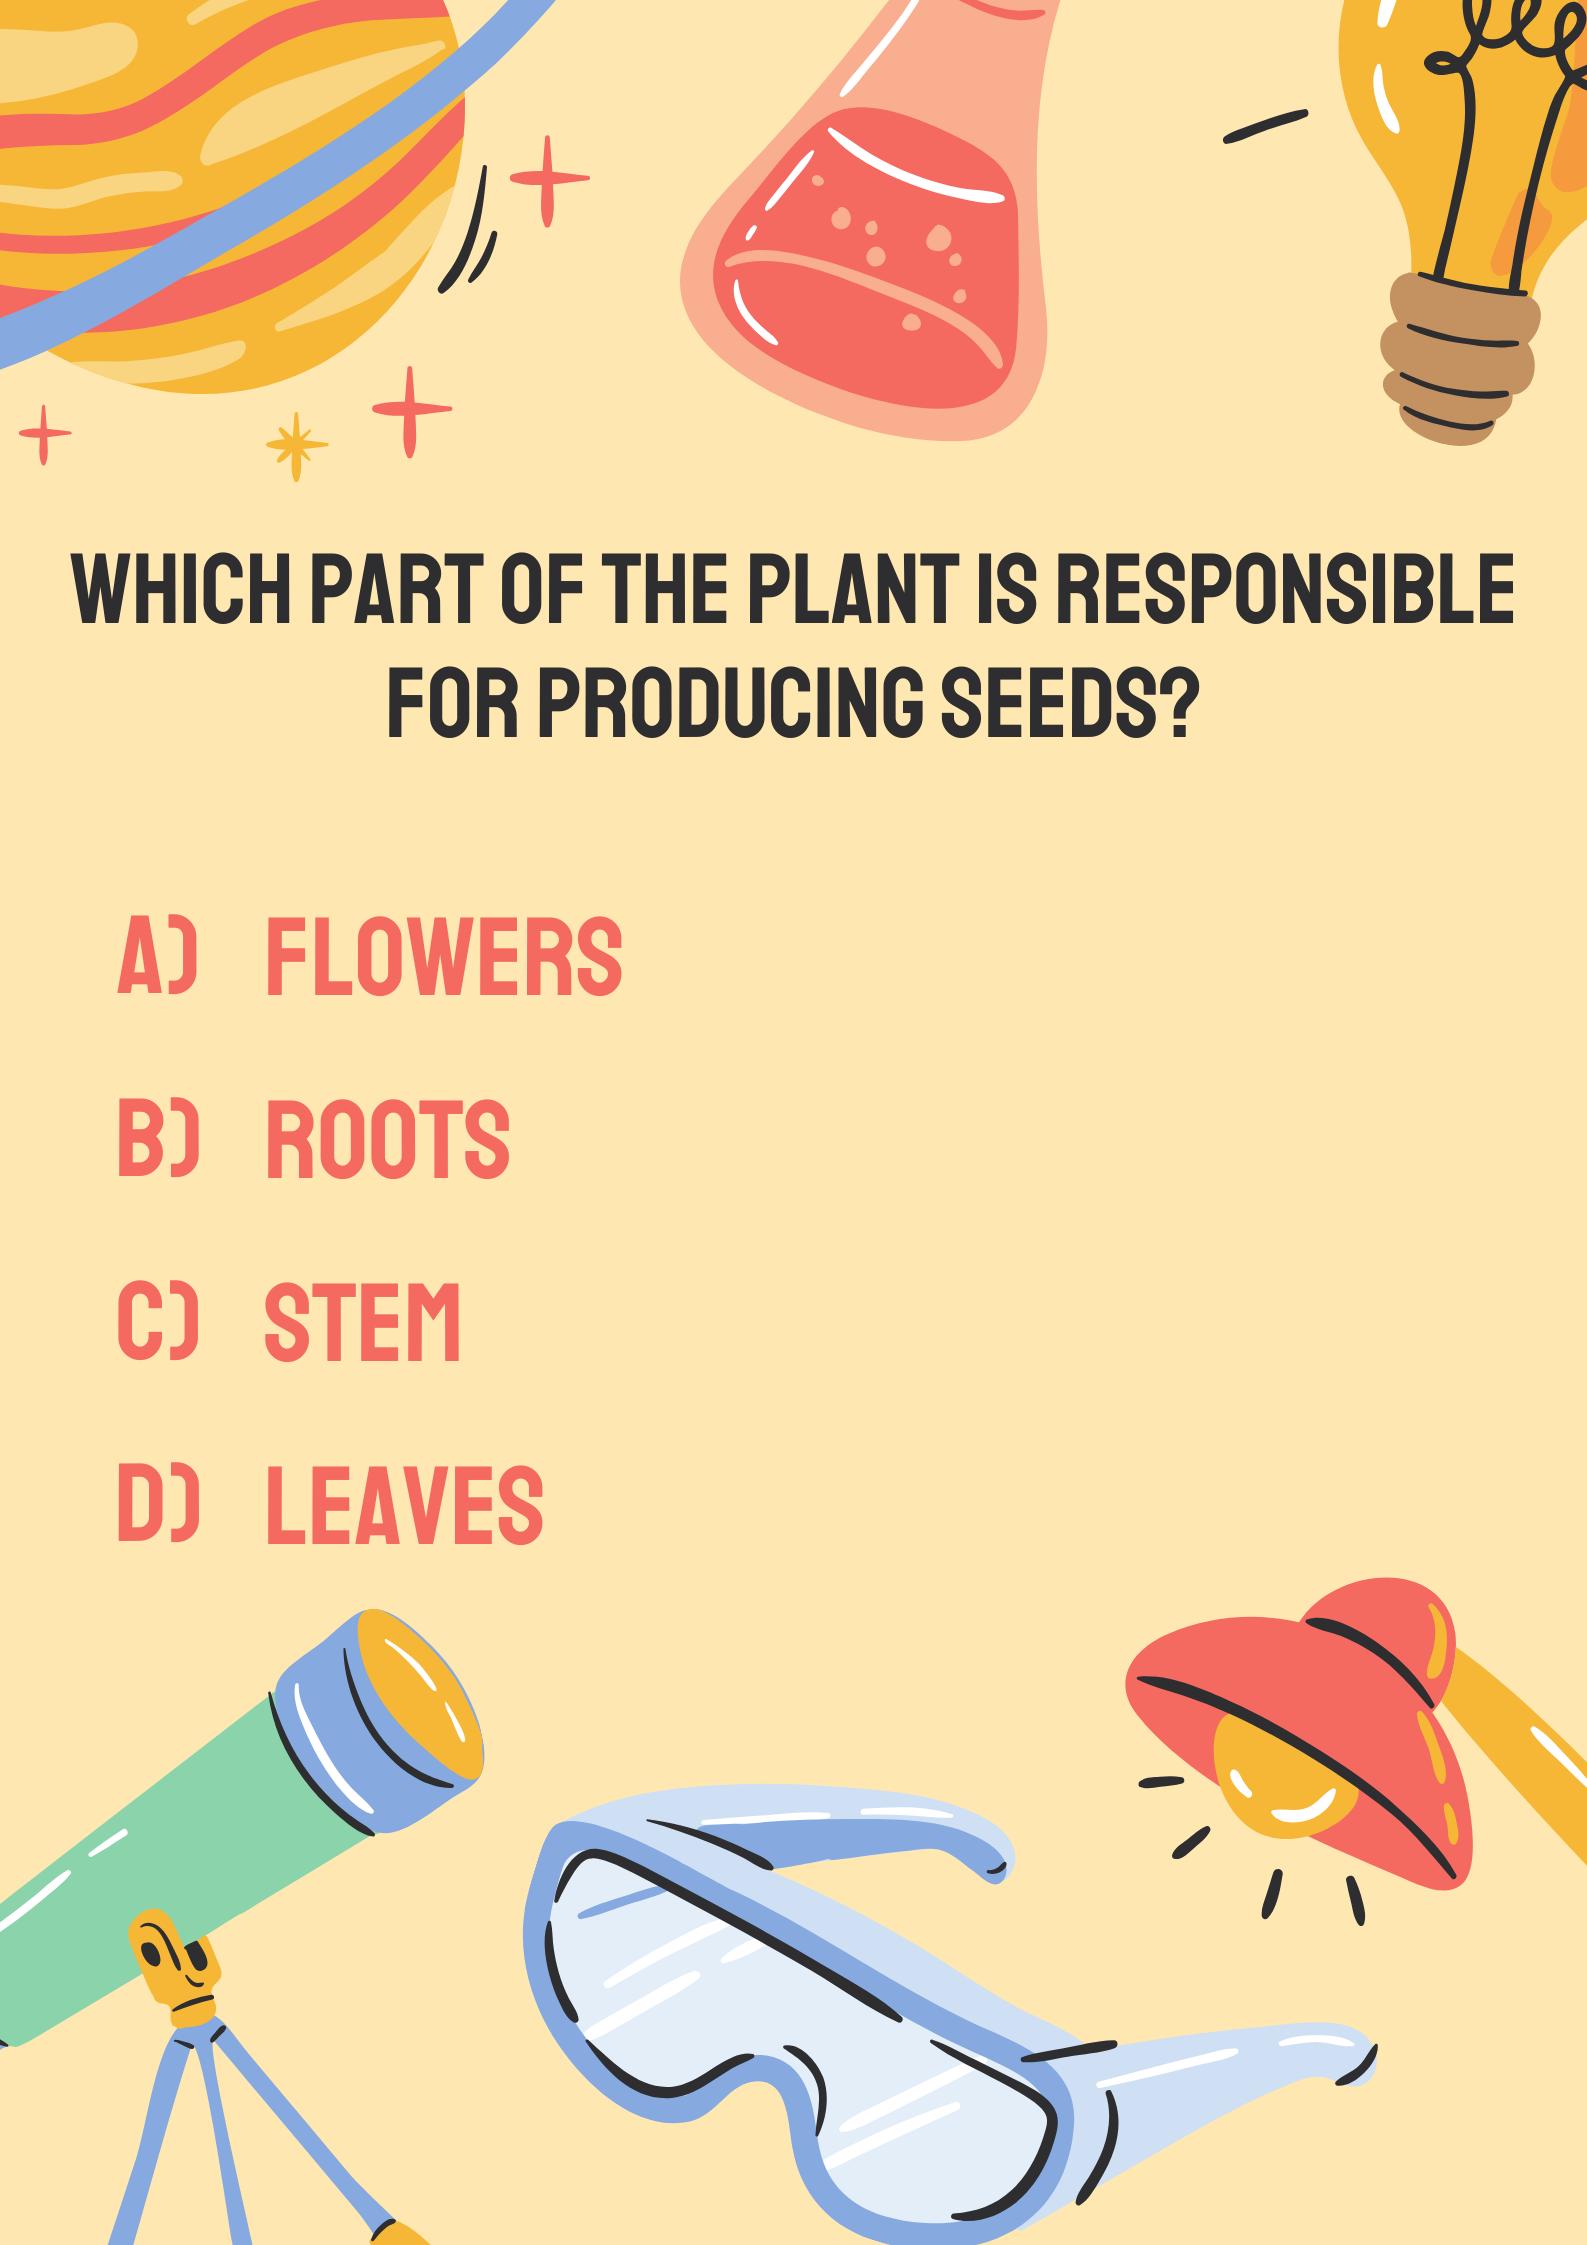 WHICH PART OF THE PLANT IS RESPONSIBLE
FOR PRODUCING SEEDS?
A) FLOWERS
B) ROOTS
C) STEM
D) LEAVES